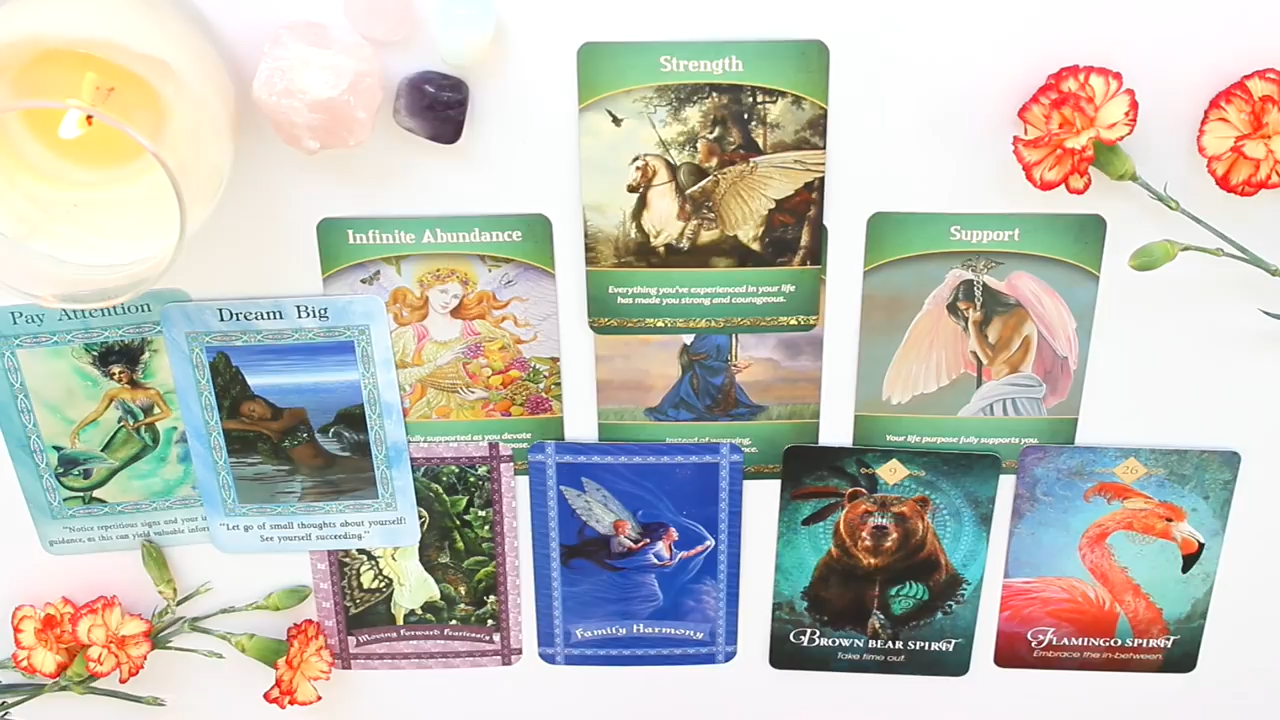 Strength
Everything you've experienced in your life
has made you strong and courageous.
Infinite Abundance
fully supported as you devote
Support
Your life purpose fully supports you.
Instead of worrying,
Pay Attention
"Notice repetitious signs and your
guidance, as this can yield valuable
Dream Big
"Let go of small thoughts about yourself!
See yourself succeeding."
Moving Forward Fearlessly
Family Harmony
9
BROWN BEAR SPIRIT
Take time out.
26
FLAMINGO SPIRIT
Embrace the in-between.